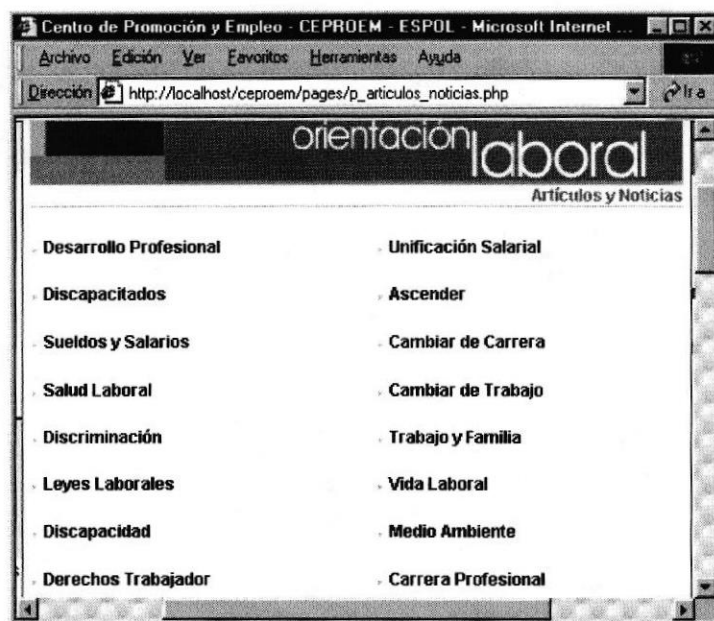 Centro de Promoción y Empleo - CEPROEM - ESPOL - Microsoft Internet ...
Archivo Edición Ver Favoritos Herramientas Ayuda
Dirección http://localhost/ceproem/pages/p_articulos_noticias.php Ir a
orientación laboral
Artículos y Noticias
Desarrollo Profesional Unificación Salarial
Discapacitados Ascender
Sueldos y Salarios Cambiar de Carrera
Salud Laboral Cambiar de Trabajo
Discriminación Trabajo y Familia
Leyes Laborales Vida Laboral
Discapacidad Medio Ambiente
Derechos Trabajador Carrera Profesional